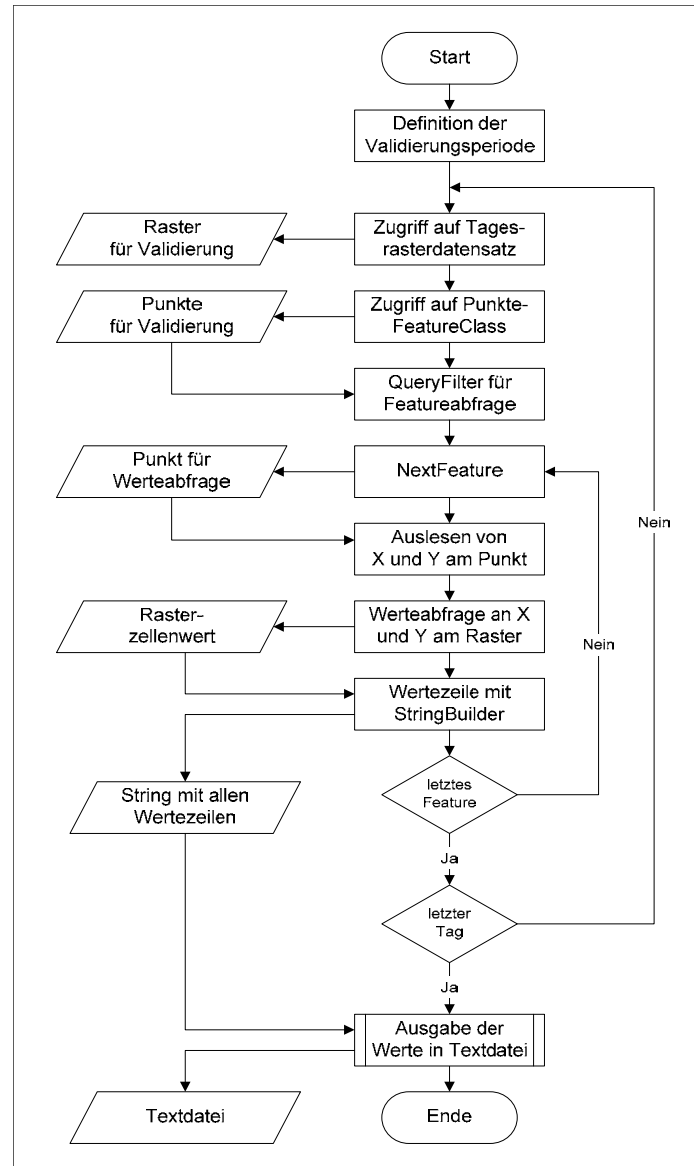 Start
Definition der
Validierungsperiode
Raster
für Validierung
Zugriff auf Tages-
rasterdatensatz
Punkte
für Validierung
Zugriff auf Punkte-
FeatureClass
QueryFilter für
Featureabfrage
Punkt für
Werteabfrage
NextFeature
Nein
Auslesen von
X und Y am Punkt
Raster-
zellenwert
Werteabfrage an X
und Y am Raster
Nein
Wertezeile mit
StringBuilder
String mit allen
Wertezeilen
letztes
Feature
Ja
letzter
Tag
Ja
Ausgabe der
Werte in Textdatei
Textdatei
Ende